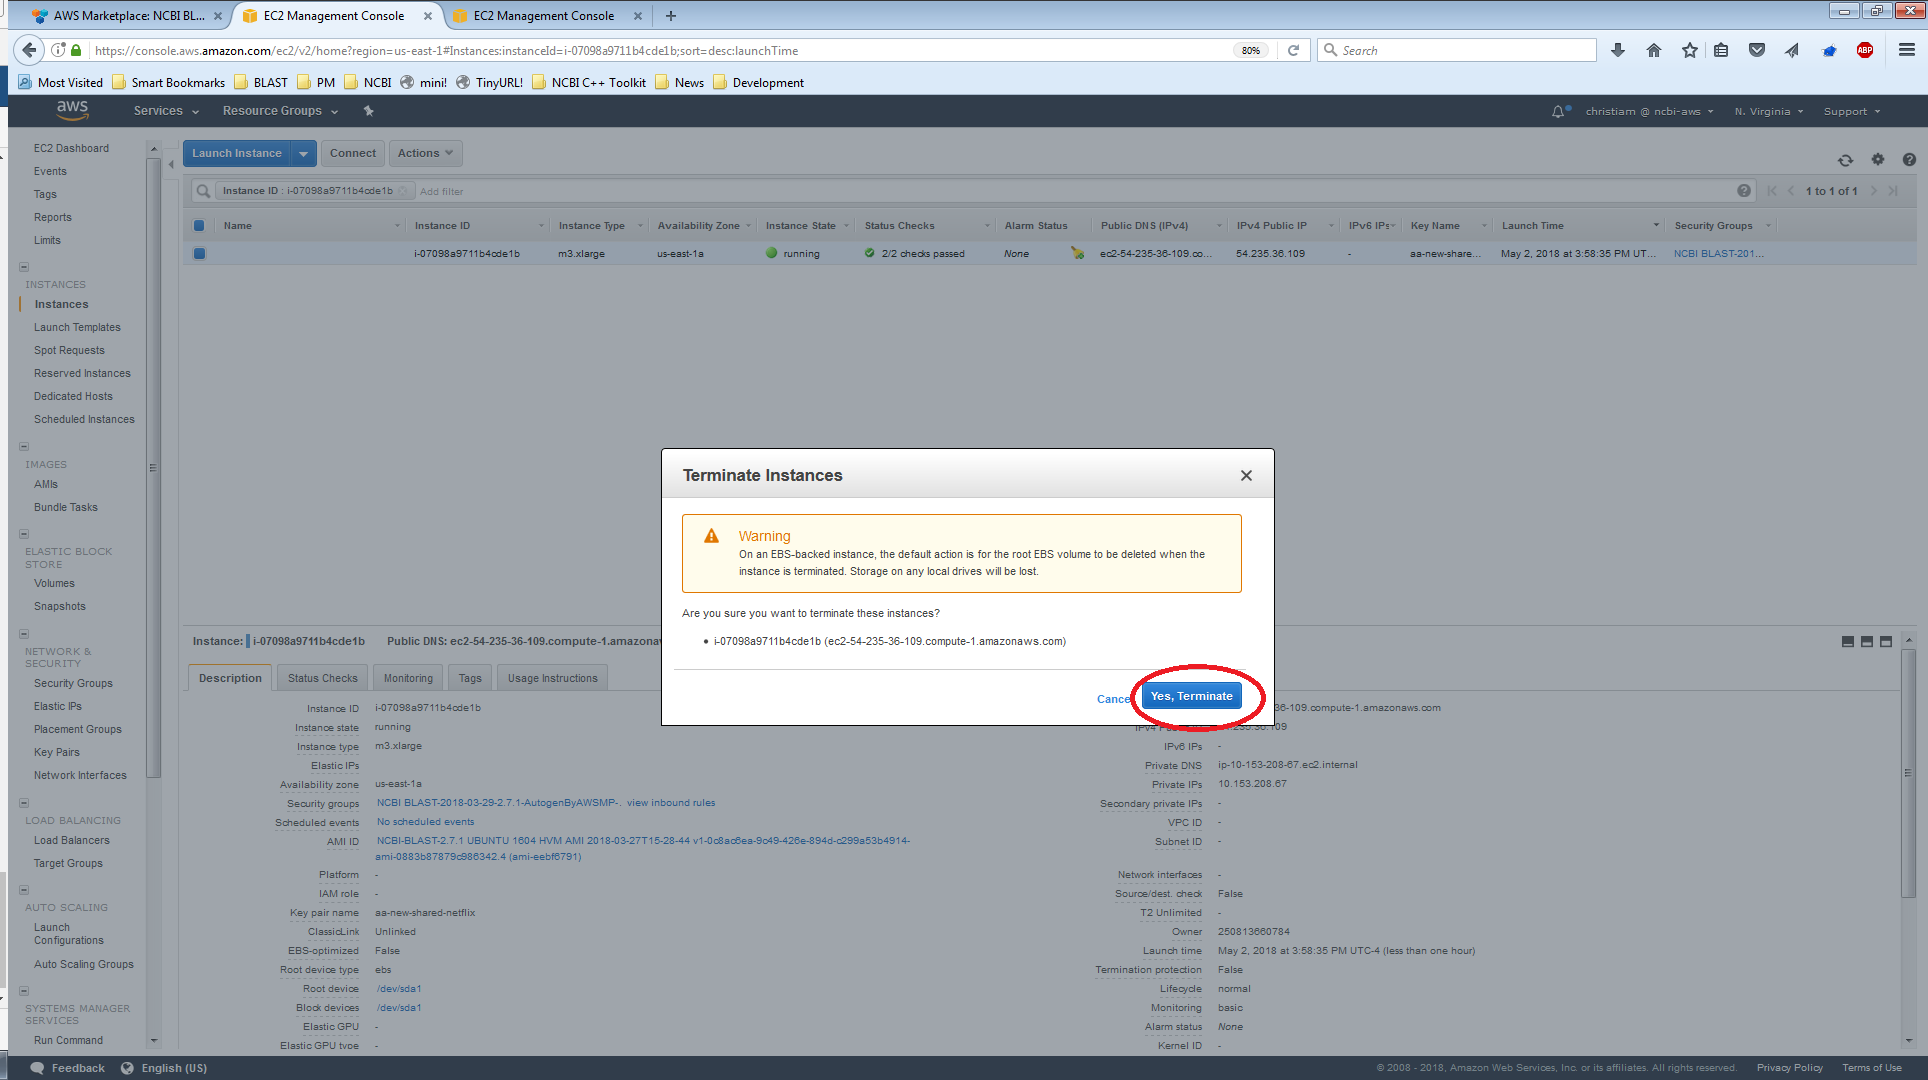 AWS Marketplace: NCBI BL...
EC2 Management Console
EC2 Management Console
https://console.aws.amazon.com/ec2/v2/home?region=us-east-1#Instances:instanceId=i-07098a9711b4cde1b;sort=desc:launchTime
80%
Search
ABP
Most Visited
Smart Bookmarks
BLAST
PM
NCBI
mini!
TinyURL!
NCBI C++ Toolkit
News
Development
aws
Services
Resource Groups
christiam @ ncbi-aws
N. Virginia
Support
EC2 Dashboard
Events
Tags
Reports
Limits
INSTANCES
Instances
Launch Templates
Spot Requests
Reserved Instances
Dedicated Hosts
Scheduled Instances
IMAGES
AMIs
Bundle Tasks
ELASTIC BLOCK
STORE
Volumes
Snapshots
NETWORK &
SECURITY
Security Groups
Elastic IPs
Placement Groups
Key Pairs
Network Interfaces
LOAD BALANCING
Load Balancers
Target Groups
AUTO SCALING
Launch
Configurations
Auto Scaling Groups
SYSTEMS MANAGER
SERVICES
Run Command
Launch Instance
Connect
Actions
Instance ID : i-07098a9711b4cde1b
Add filter
1 to 1 of 1
Name
Instance ID
Instance Type
Availability Zone
Instance State
Status Checks
Alarm Status
Public DNS (IPv4)
IPv4 Public IP
IPv6 IPs
Key Name
Launch Time
Security Groups
i-07098a9711b4cde1b
m3.xlarge
us-east-1a
running
2/2 checks passed
None
ec2-54-235-36-109.co...
54.235.36.109
-
aa-new-share...
May 2, 2018 at 3:58:35 PM UT...
NCBI BLAST-201...
Terminate Instances
Warning
On an EBS-backed instance, the default action is for the root EBS volume to be deleted when the
instance is terminated. Storage on any local drives will be lost.
Are you sure you want to terminate these instances?
• i-07098a9711b4cde1b (ec2-54-235-36-109.compute-1.amazonaws.com)
Cancel
Yes, Terminate
Instance: i-07098a9711b4cde1b
Public DNS: ec2-54-235-36-109.compute-1.amazonaw
Description
Status Checks
Monitoring
Tags
Usage Instructions
Instance ID i-07098a9711b4cde1b
Instance state running
Instance type m3.xlarge
Elastic IPs
Availability zone us-east-1a
Security groups NCBI BLAST-2018-03-29-2.7.1-AutogenByAWSMP-. view inbound rules
Scheduled events No scheduled events
AMI ID NCBI-BLAST-2.7.1 UBUNTU 1604 HVM AMI 2018-03-27T15-28-44 v1-0c8ac6ea-9c49-426e-894d-c299a53b4914-
ami-0883b87879c986342.4 (ami-eebf6791)
Platform -
IAM role -
Key pair name aa-new-shared-netflix
ClassicLink Unlinked
EBS-optimized False
Root device type ebs
Root device /dev/sda1
Block devices /dev/sda1
Elastic GPU -
Elastic GPU type -
36-109.compute-1.amazonaws.com
IPv6 IPs -
Private DNS ip-10-153-208-67.ec2.internal
Private IPs 10.153.208.67
Secondary private IPs -
VPC ID -
Subnet ID -
Network interfaces -
Source/dest. check False
T2 Unlimited -
Owner 250813660784
Launch time May 2, 2018 at 3:58:35 PM UTC-4 (less than one hour)
Termination protection False
Lifecycle normal
Monitoring basic
Alarm status None
Kernel ID -
Feedback
English (US)
© 2008 - 2018, Amazon Web Services, Inc. or its affiliates. All rights reserved.
Privacy Policy
Terms of Use